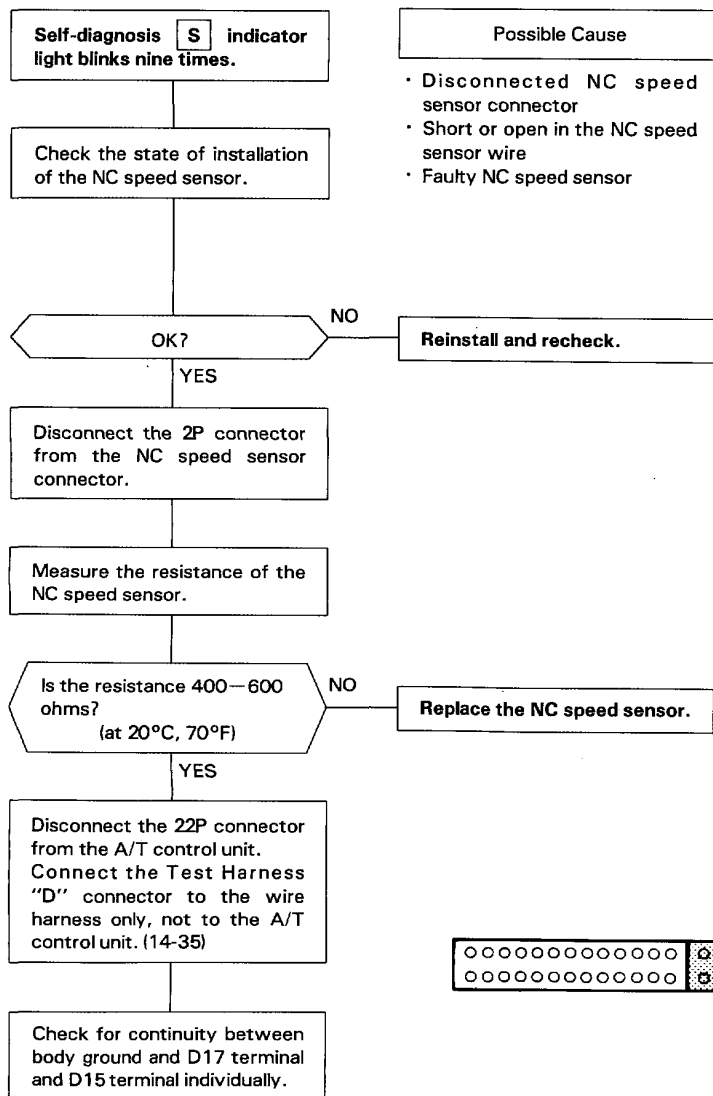 Self-diagnosis S indicator
light blinks nine times.
Possible Cause
· Disconnected NC speed
sensor connector
· Short or open in the NC speed
sensor wire
· Faulty NC speed sensor
Check the state of installation
of the NC speed sensor.
OK?
NO
Reinstall and recheck.
YES
Disconnect the 2P connector
from the NC speed sensor
connector.
Measure the resistance of the
NC speed sensor.
Is the resistance 400—600
ohms?
(at 20°C, 70°F)
NO
Replace the NC speed sensor.
YES
Disconnect the 22P connector
from the A/T control unit.
Connect the Test Harness
"D" connector to the wire
harness only, not to the A/T
control unit. (14-35)
Check for continuity between
body ground and D17 terminal
and D15 terminal individually.